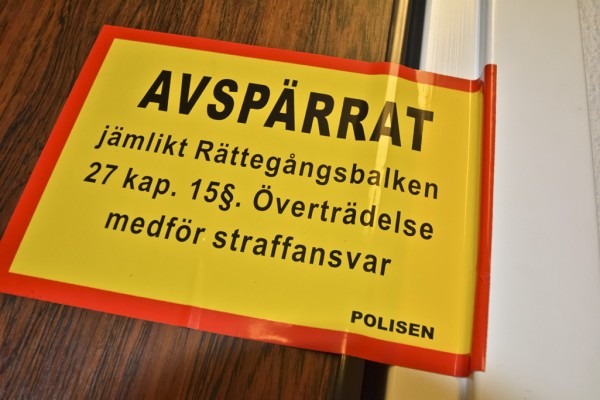 AVSPÄRRAT
jämlikt Rättegångsbalken
27 kap. 15§. Överträdelse
medför straffansvar
POLISEN